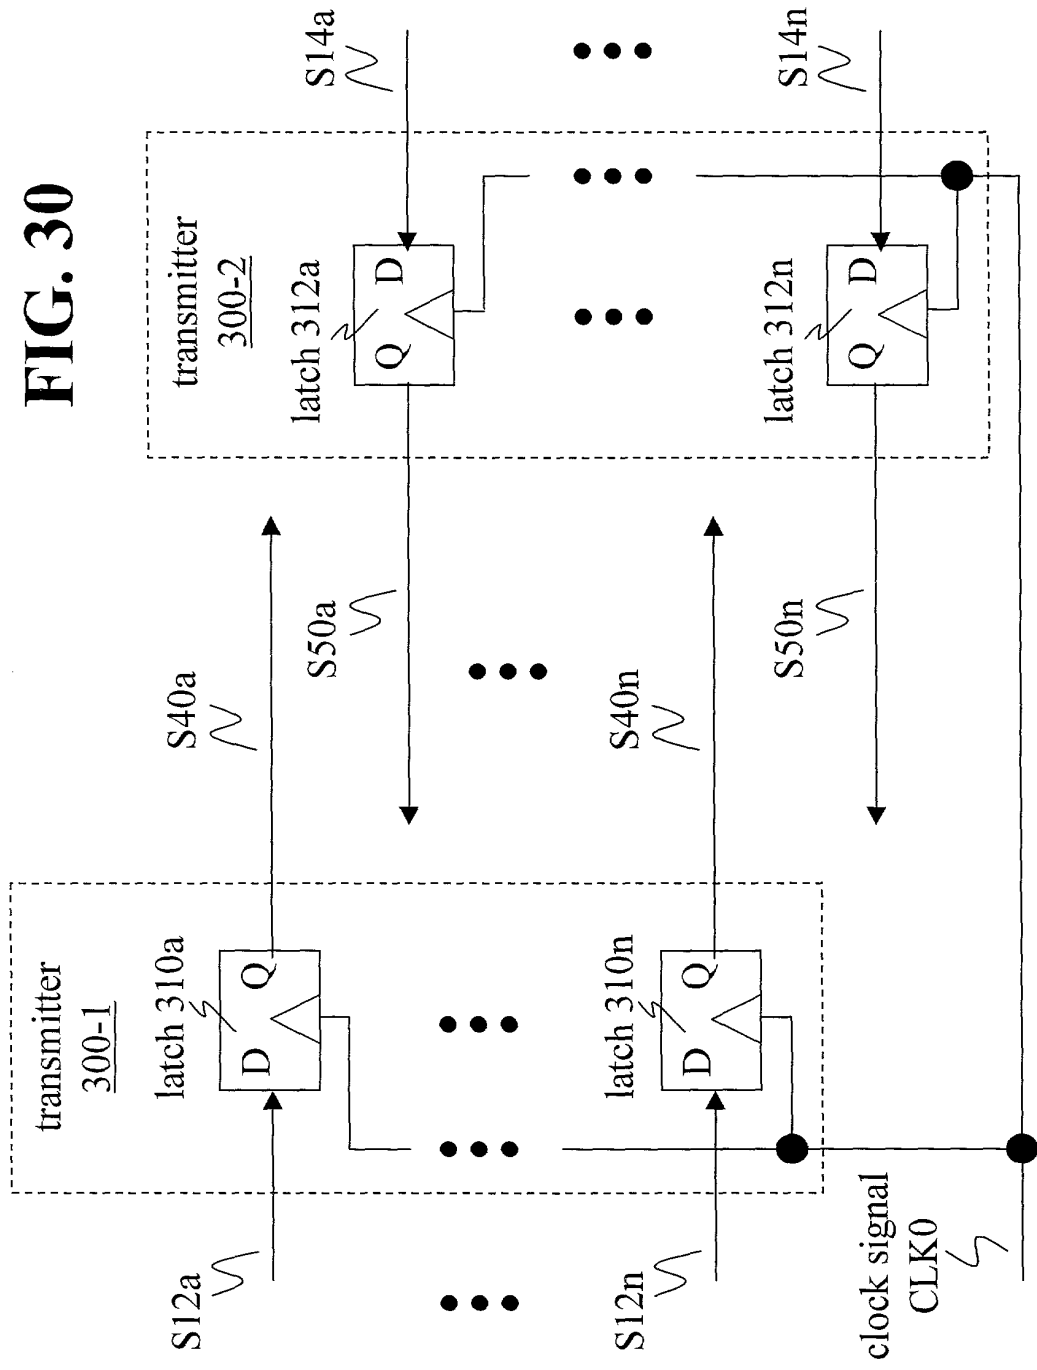 FIG. 30
transmitter
300-1
latch 310a
D Q
S12a
S40a
latch 310n
D Q
S12n
S40n
transmitter
300-2
latch 312a
Q D
S14a
S50a
latch 312n
Q D
S14n
S50n
clock signal
CLK0